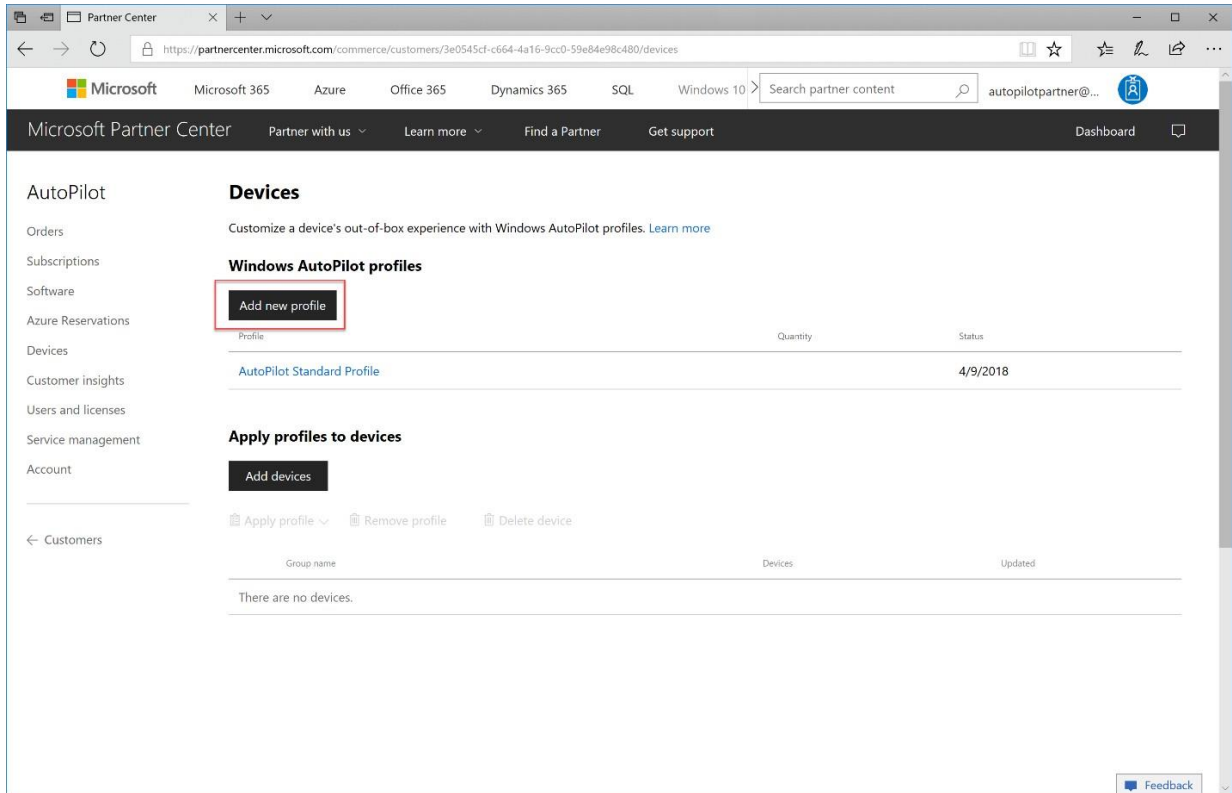 Partner Center
https://partnercenter.microsoft.com/commerce/customers/3e0545cf-c664-4a16-9cc0-59e84e98c480/devices
Microsoft Microsoft 365 Azure Office 365 Dynamics 365 SQL Windows 10 Search partner content autopilotpartner@...
Microsoft Partner Center Partner with us Learn more Find a Partner Get support Dashboard
AutoPilot
Orders
Subscriptions
Software
Azure Reservations
Devices
Customer insights
Users and licenses
Service management
Account
← Customers
Devices
Customize a device's out-of-box experience with Windows AutoPilot profiles. Learn more
Windows AutoPilot profiles
Add new profile
Profile Quantity Status
AutoPilot Standard Profile 4/9/2018
Apply profiles to devices
Add devices
Apply profile Remove profile Delete device
Group name Devices Updated
There are no devices.
Feedback